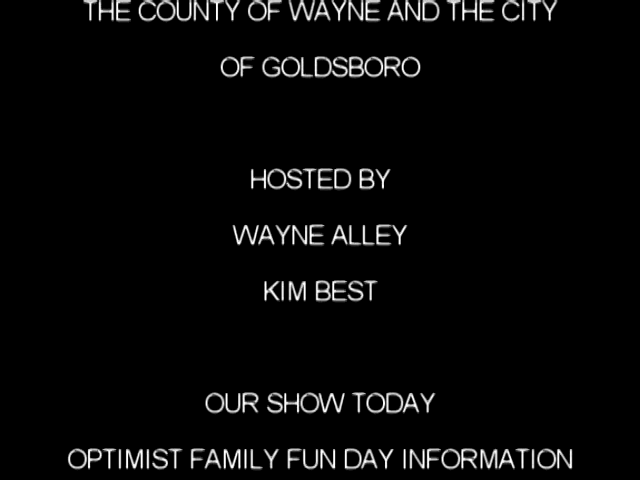 THE COUNTY OF WAYNE AND THE CITY
OF GOLDSBORO
HOSTED BY
WAYNE ALLEY
KIM BEST
OUR SHOW TODAY
OPTIMIST FAMILY FUN DAY INFORMATION